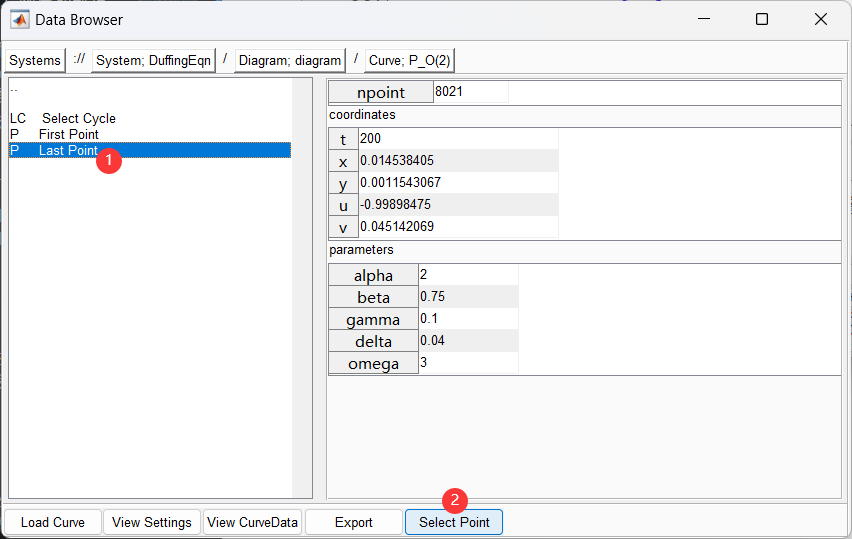 Data Browser
Systems :// System; DuffingEqn / Diagram; diagram / Curve; P_O(2)
..
LC Select Cycle
P First Point
P Last Point
1
npoint 8021
coordinates
t 200
x 0.014538405
y 0.0011543067
u -0.99898475
v 0.045142069
parameters
alpha 2
beta 0.75
gamma 0.1
delta 0.04
omega 3
2
Load Curve View Settings View CurveData Export Select Point